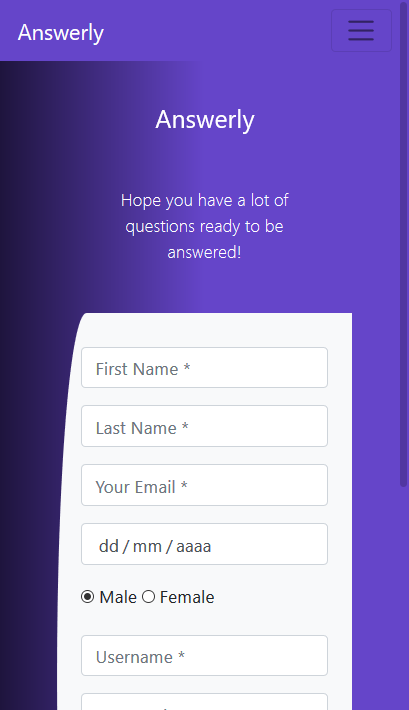 Answerly
Answerly
Hope you have a lot of
questions ready to be
answered!
First Name *
Last Name *
Your Email *
dd / mm / aaaa
Male Female
Username *